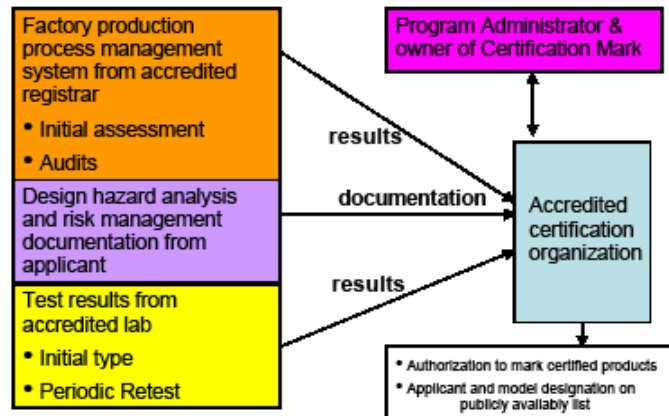 Factory production
process management
system from accredited
registrar
• Initial assessment
• Audits
Design hazard analysis
and risk management
documentation from
applicant
Test results from
accredited lab
• Initial type
• Periodic Retest
results
documentation
results
Program Administrator &
owner of Certification Mark
Accredited
certification
organization
• Authorization to mark certified products
• Applicant and model designation on
publicly availably list